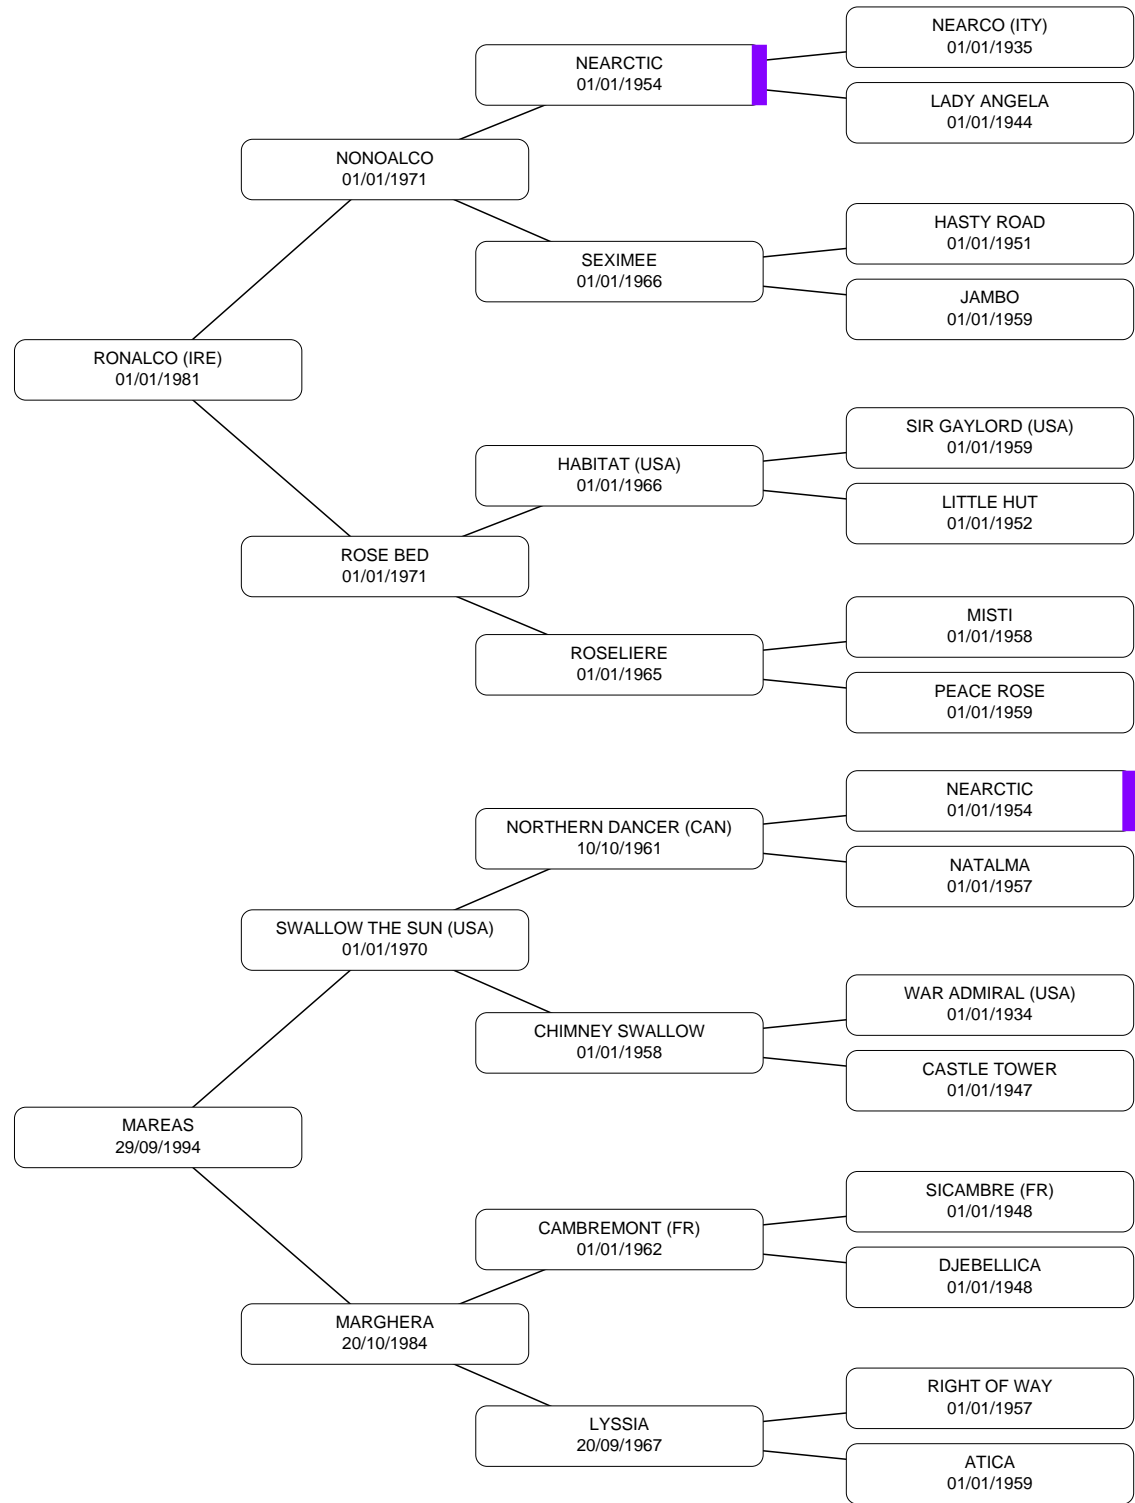 NEARCO (ITY)
01/01/1935
NEARCTIC
01/01/1954
LADY ANGELA
01/01/1944
NONOALCO
01/01/1971
HASTY ROAD
01/01/1951
SEXIMEE
01/01/1966
JAMBO
01/01/1959
RONALCO (IRE)
01/01/1981
SIR GAYLORD (USA)
01/01/1959
HABITAT (USA)
01/01/1966
LITTLE HUT
01/01/1952
ROSE BED
01/01/1971
MISTI
01/01/1958
ROSELIERE
01/01/1965
PEACE ROSE
01/01/1959
NEARCTIC
01/01/1954
NORTHERN DANCER (CAN)
10/10/1961
NATALMA
01/01/1957
SWALLOW THE SUN (USA)
01/01/1970
WAR ADMIRAL (USA)
01/01/1934
CHIMNEY SWALLOW
01/01/1958
CASTLE TOWER
01/01/1947
MAREAS
29/09/1994
SICAMBRE (FR)
01/01/1948
CAMBREMONT (FR)
01/01/1962
DJEBELLICA
01/01/1948
MARGHERA
20/10/1984
RIGHT OF WAY
01/01/1957
LYSSIA
20/09/1967
ATICA
01/01/1959